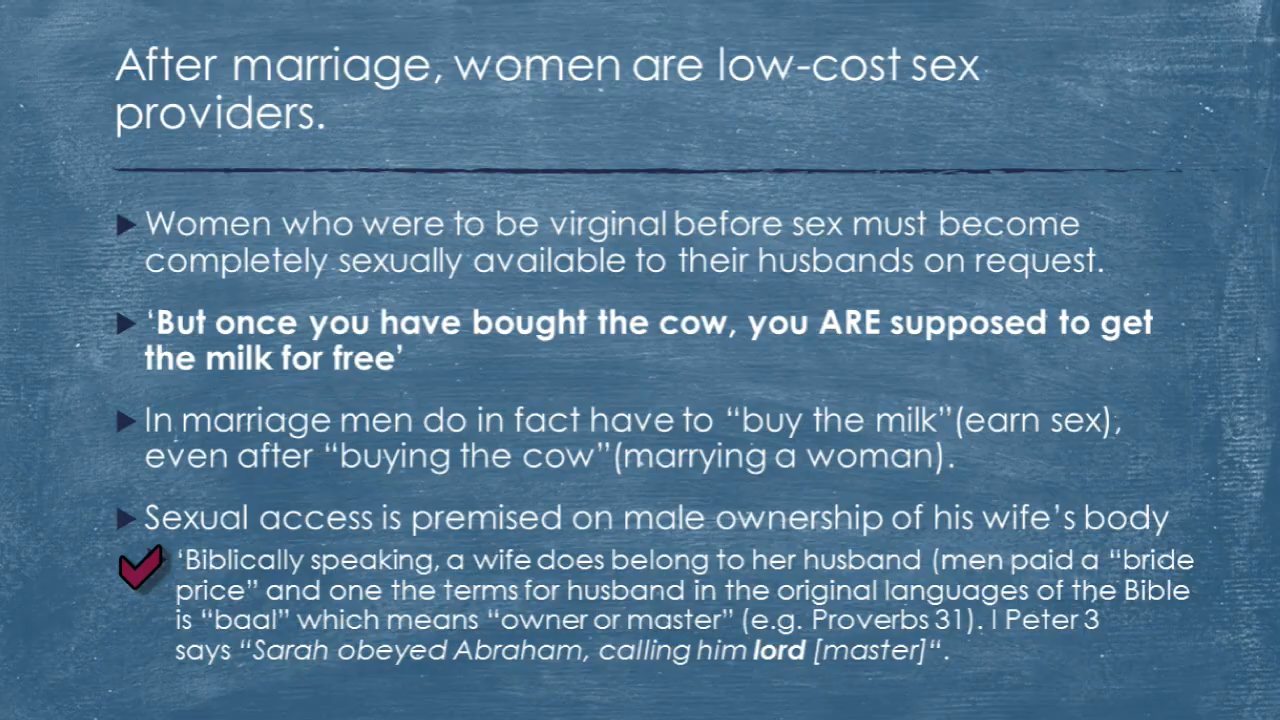 After marriage, women are low-cost sex
providers.
Women who were to be virginal before sex must become
completely sexually available to their husbands on request.
‘But once you have bought the cow, you ARE supposed to get
the milk for free’
In marriage men do in fact have to “buy the milk”(earn sex),
even after “buying the cow”(marrying a woman).
Sexual access is premised on male ownership of his wife’s body
‘Biblically speaking, a wife does belong to her husband (men paid a “bride
price” and one the terms for husband in the original languages of the Bible
is “baal” which means “owner or master” (e.g. Proverbs 31). I Peter 3
says “Sarah obeyed Abraham, calling him lord [master]“.